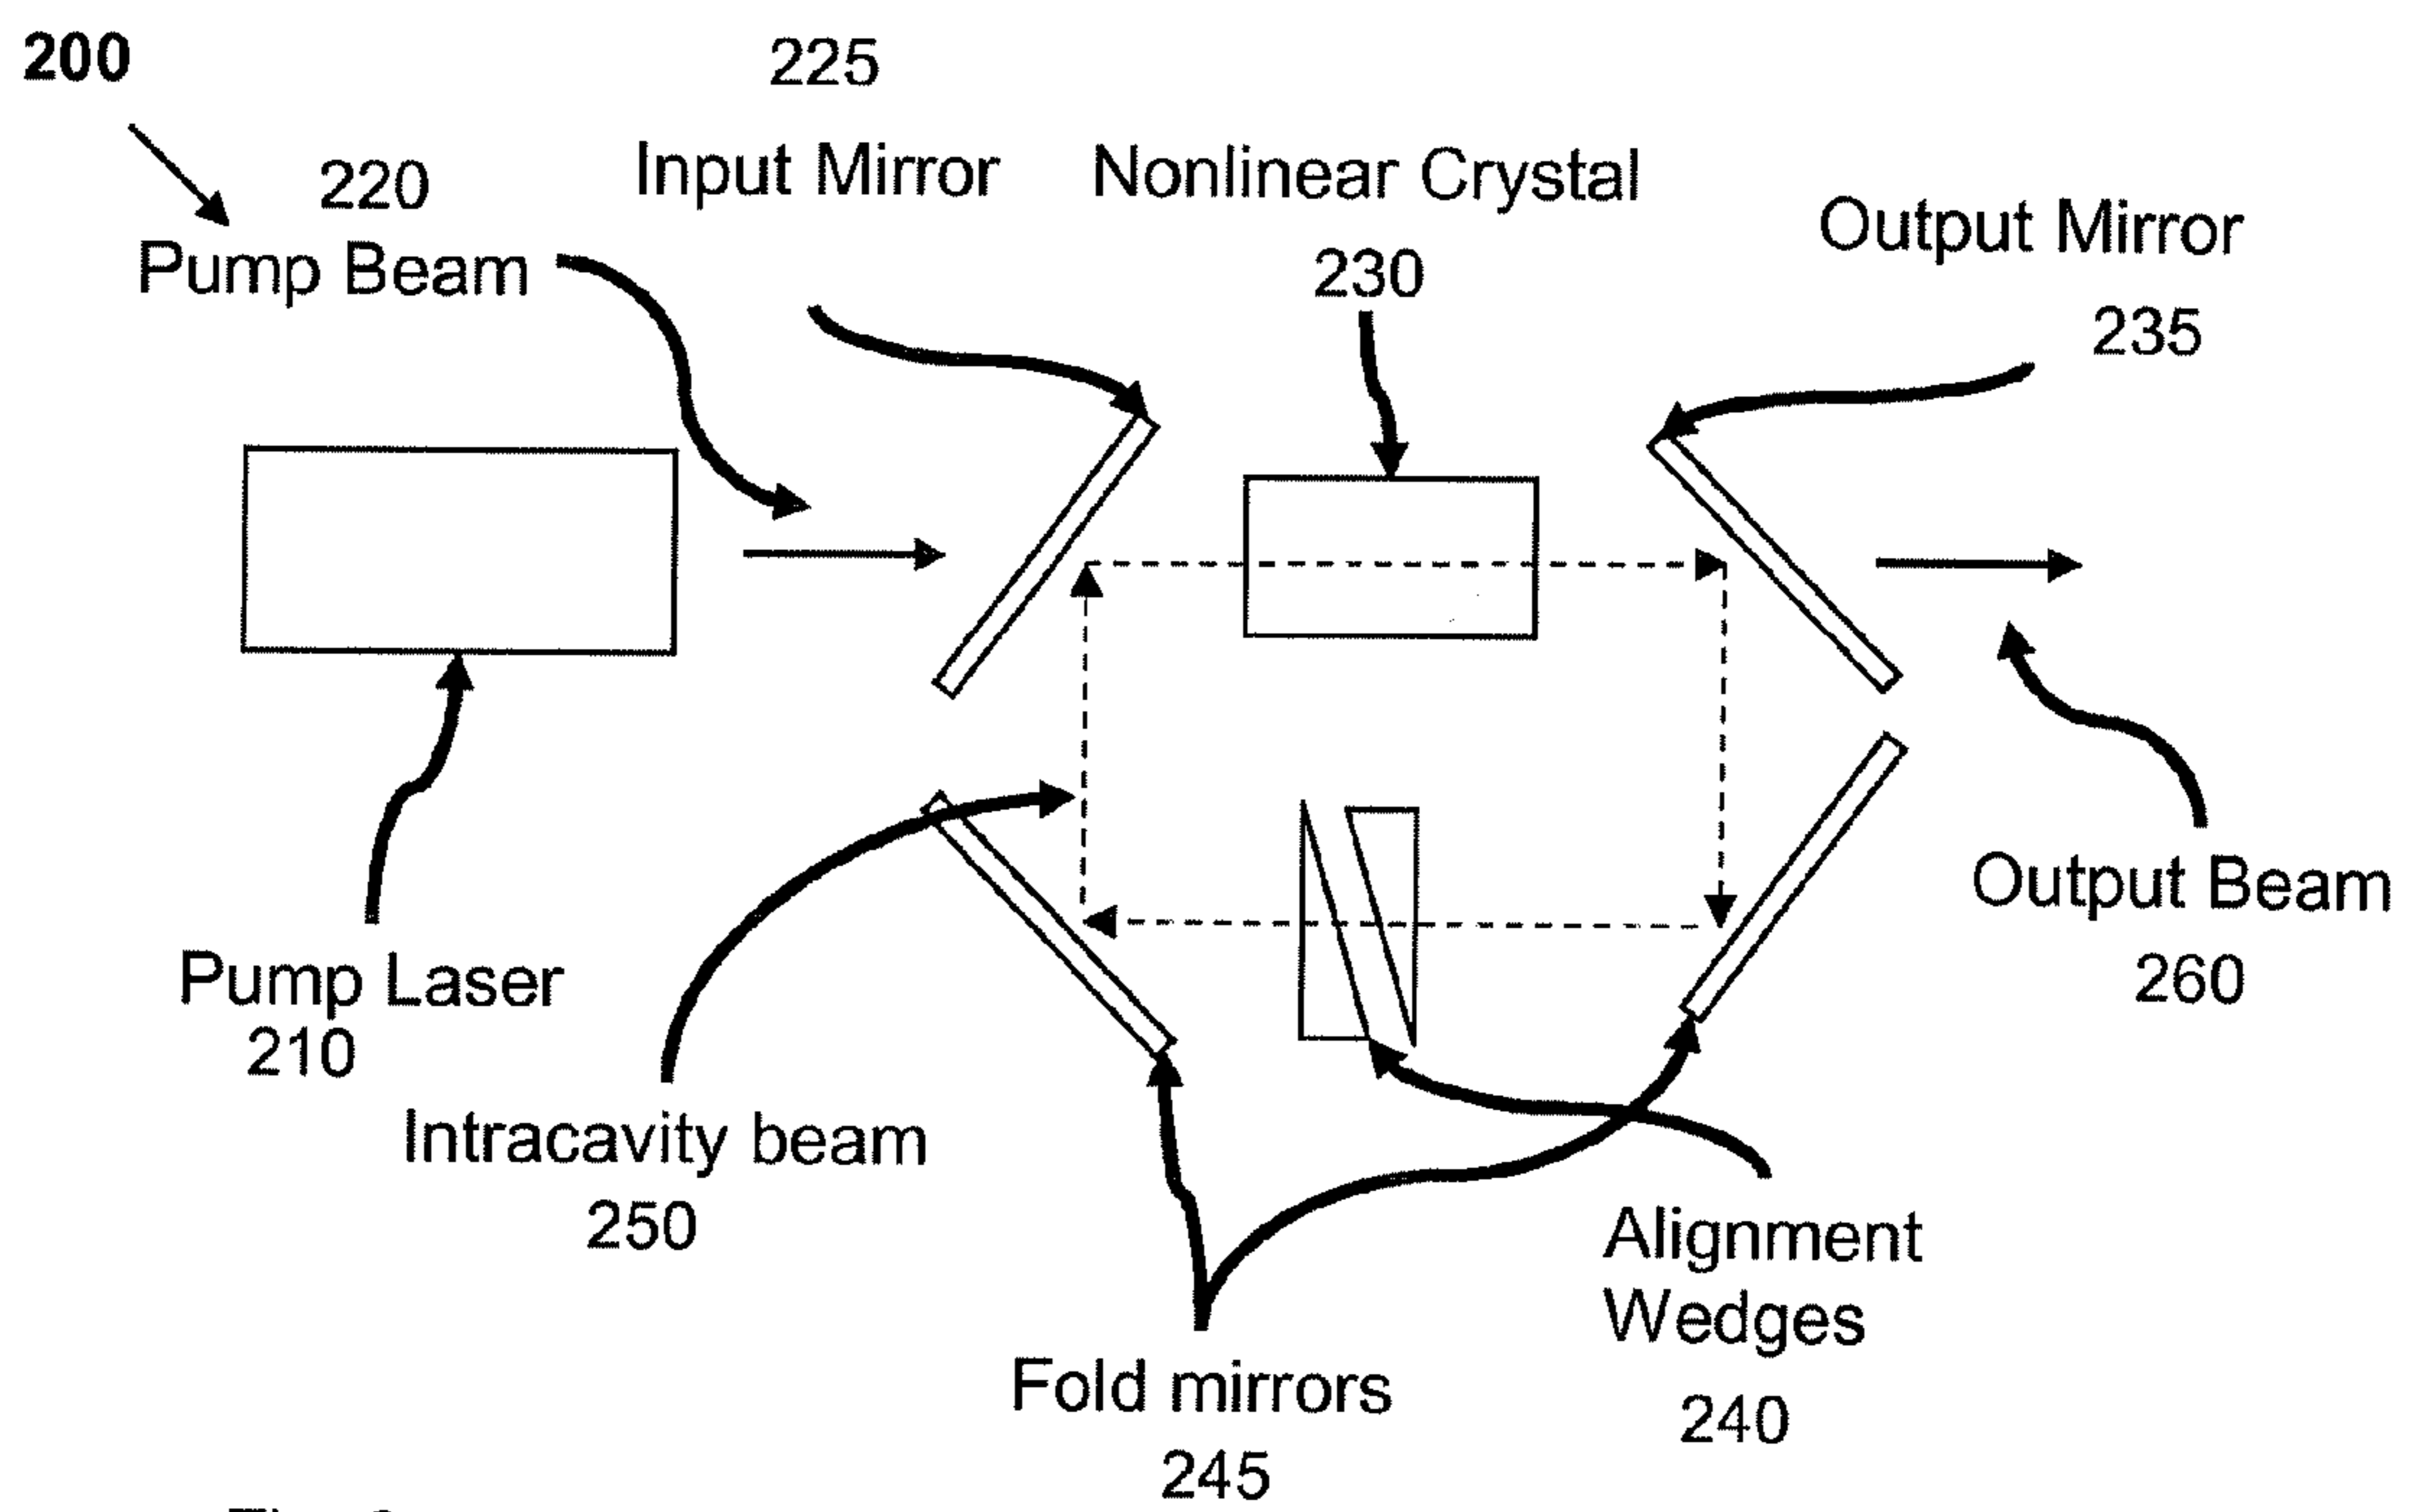 200
225
220
Input Mirror
Nonlinear Crystal
Output Mirror
Pump Beam
230
235
Output Beam
260
Pump Laser
210
Intracavity beam
250
Alignment
Wedges
240
Fold mirrors
245